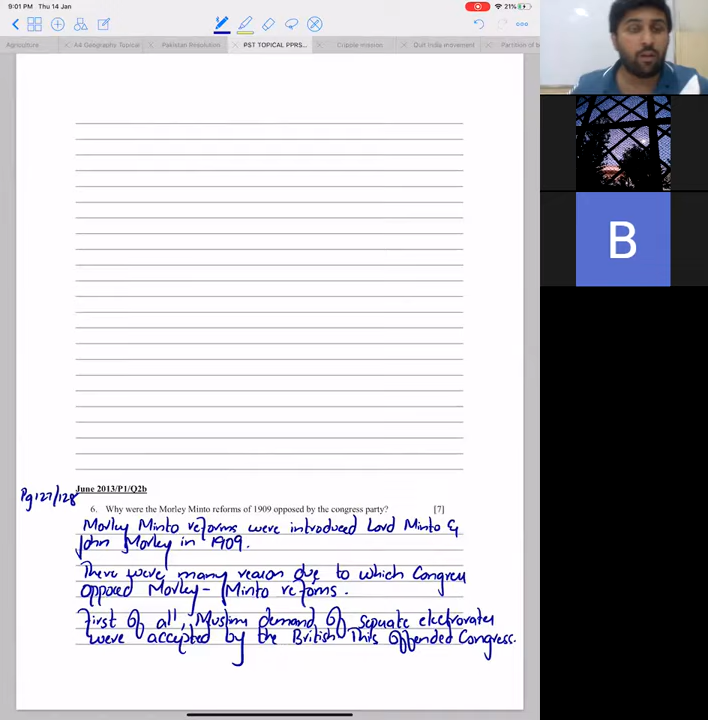 9:01 PM Thu 14 Jan
21%
Agriculture
A4 Geography Topical
Pakistan Resolution
PST TOPICAL PPRS...
Cripps mission
Quit India movement
Partition of b
B
June 2013/P1/Q2b
Pg 127/128
6. Why were the Morley Minto reforms of 1909 opposed by the congress party? [7]
Morley Minto reforms were introduced Lord Minto &
John Morley in 1909.
There were many reason due to which Congress
opposed Morley-Minto reforms.
First of all, Muslim demand of separate electorates
were accepted by the British This offended Congress.